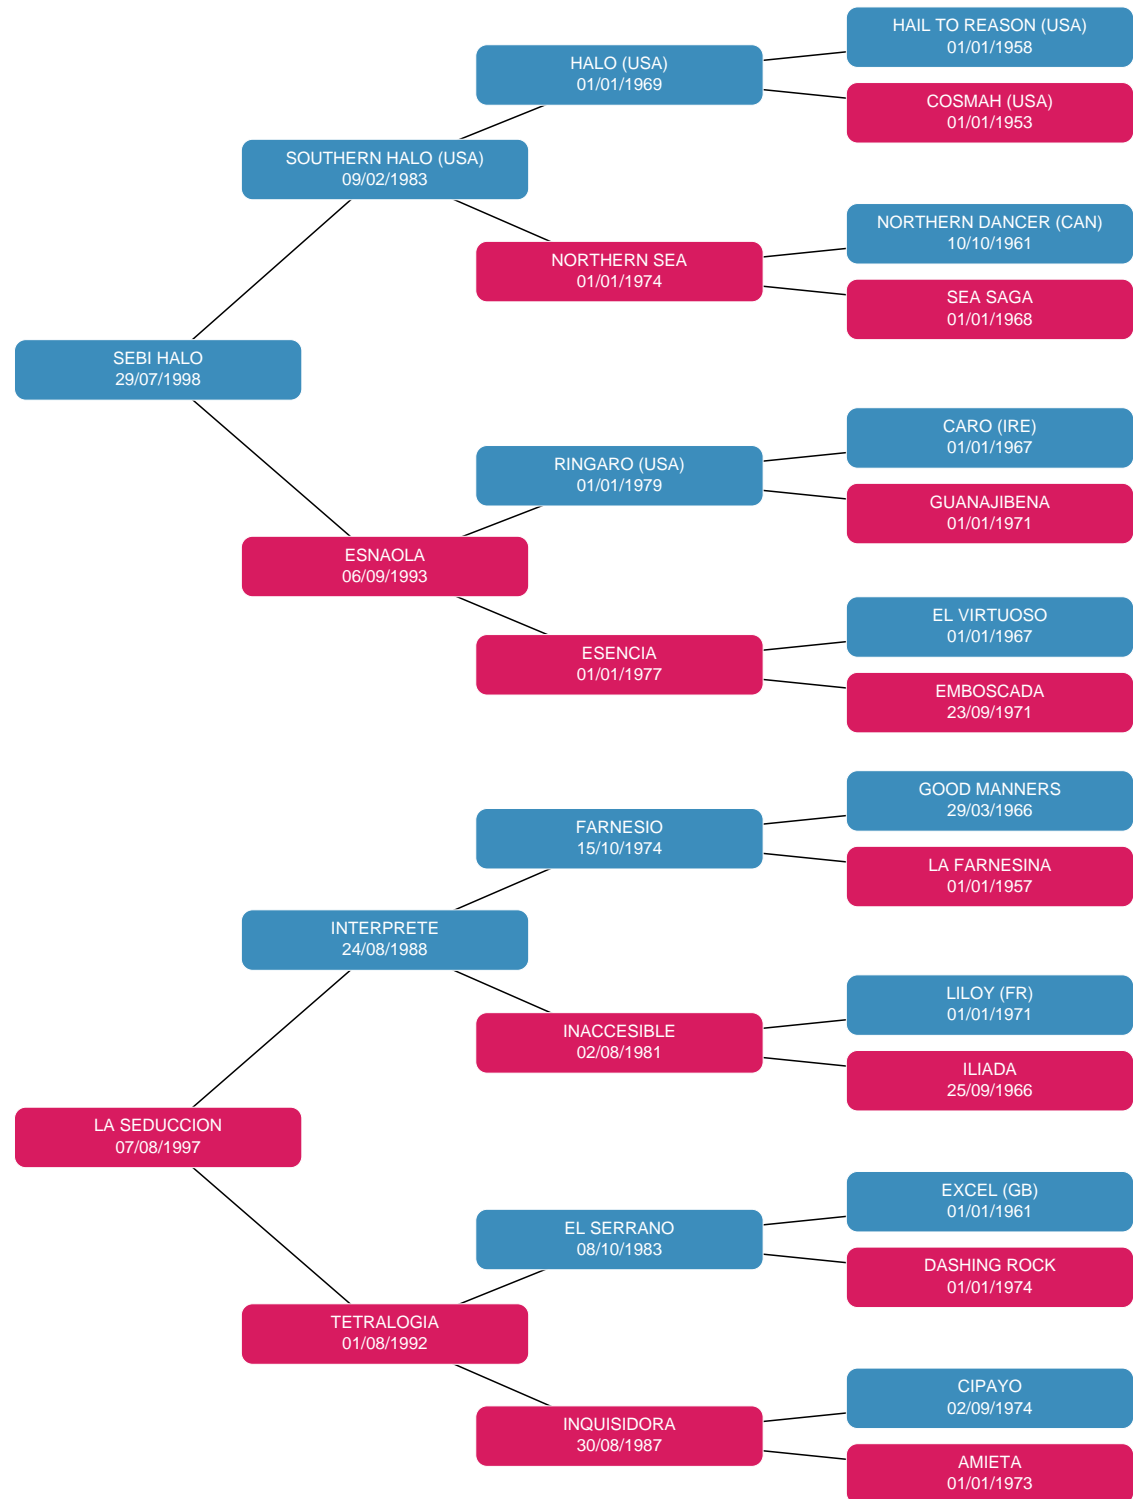 HAIL TO REASON (USA)
01/01/1958
HALO (USA)
01/01/1969
COSMAH (USA)
01/01/1953
SOUTHERN HALO (USA)
09/02/1983
NORTHERN DANCER (CAN)
10/10/1961
NORTHERN SEA
01/01/1974
SEA SAGA
01/01/1968
SEBI HALO
29/07/1998
CARO (IRE)
01/01/1967
RINGARO (USA)
01/01/1979
GUANAJIBENA
01/01/1971
ESNAOLA
06/09/1993
EL VIRTUOSO
01/01/1967
ESENCIA
01/01/1977
EMBOSCADA
23/09/1971
GOOD MANNERS
29/03/1966
FARNESIO
15/10/1974
LA FARNESINA
01/01/1957
INTERPRETE
24/08/1988
LILOY (FR)
01/01/1971
INACCESIBLE
02/08/1981
ILIADA
25/09/1966
LA SEDUCCION
07/08/1997
EXCEL (GB)
01/01/1961
EL SERRANO
08/10/1983
DASHING ROCK
01/01/1974
TETRALOGIA
01/08/1992
CIPAYO
02/09/1974
INQUISIDORA
30/08/1987
AMIETA
01/01/1973